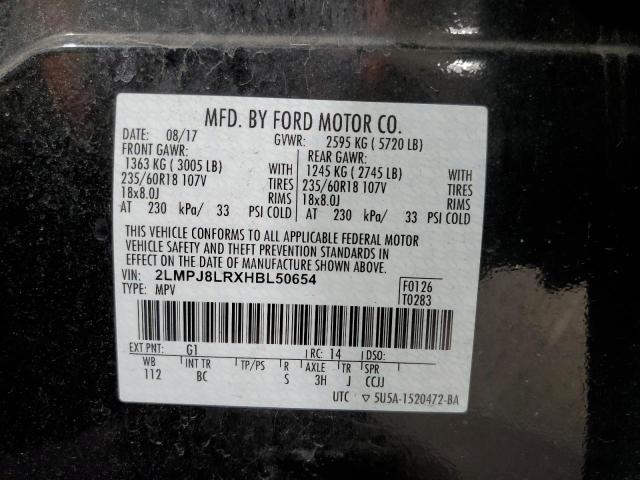 MFD. BY FORD MOTOR CO.
DATE: 08/17 GVWR: 2595 KG ( 5720 LB)
FRONT GAWR: REAR GAWR:
1363 KG ( 3005 LB) WITH 1245 KG ( 2745 LB) WITH
235/60R18 107V TIRES 235/60R18 107V TIRES
18x8.0J RIMS 18x8.0J RIMS
AT 230 kPa/ 33 PSI COLD AT 230 kPa/ 33 PSI COLD
THIS VEHICLE CONFORMS TO ALL APPLICABLE FEDERAL MOTOR
VEHICLE SAFETY AND THEFT PREVENTION STANDARDS IN
EFFECT ON THE DATE OF MANUFACTURE SHOWN ABOVE.
VIN: 2LMPJ8LRXHBL50654 F0126
TYPE: MPV T0283
EXT PNT: G1 RC: 14 DSO:
WB INT TR TP/PS R AXLE TR SPR
112 BC S 3H J CCJJ
UTC ▽ 5U5A-1520472-BA